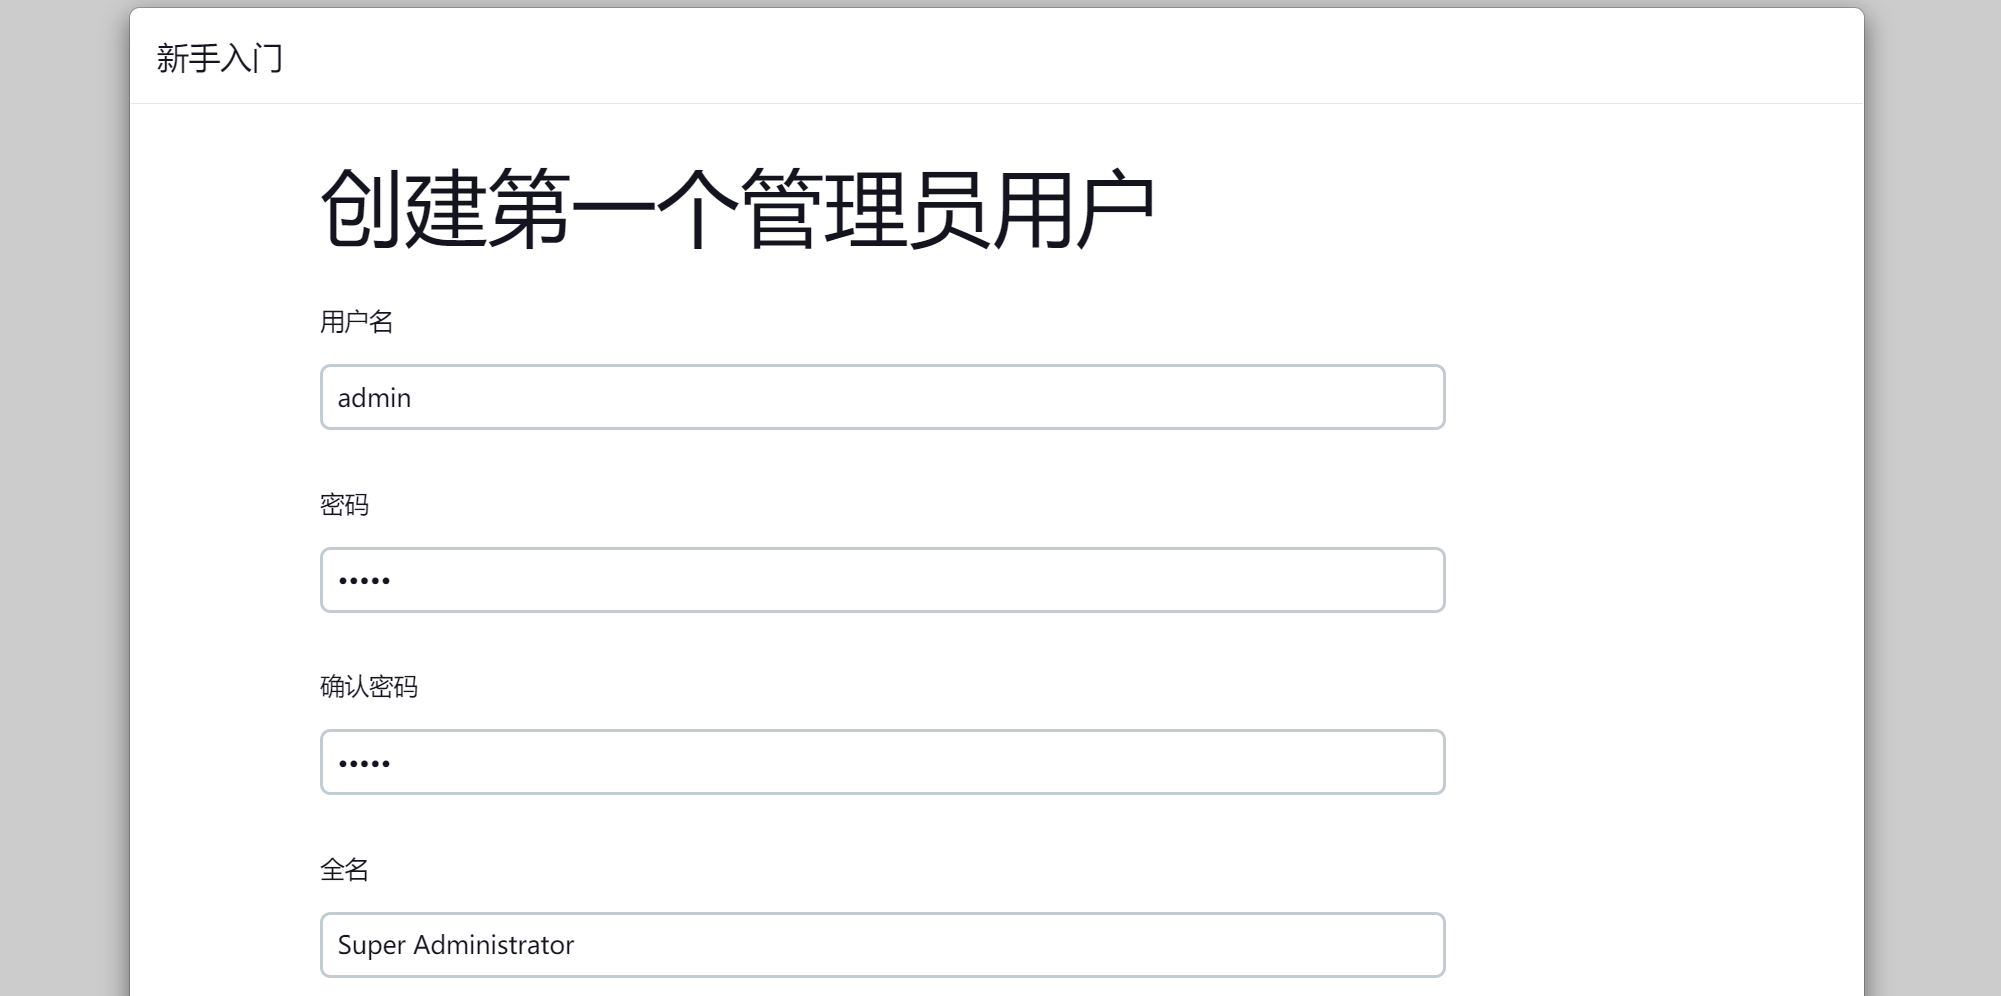 新手入门
创建第一个管理员用户
用户名
admin
密码
•••••
确认密码
•••••
全名
Super Administrator